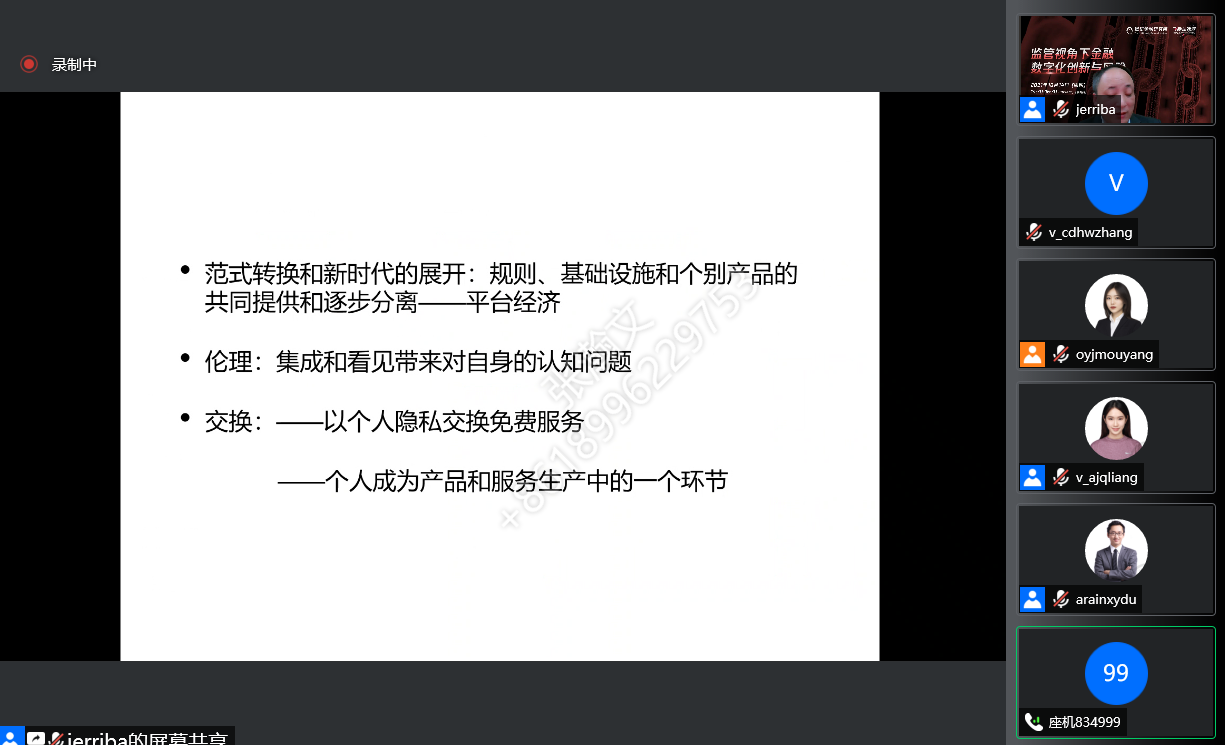 录制中
• 范式转换和新时代的展开：规则、基础设施和个别产品的
共同提供和逐步分离——平台经济
• 伦理：集成和看见带来对自身的认知问题
• 交换：——以个人隐私交换免费服务
——个人成为产品和服务生产中的一个环节
+8618996229753
jerriba的屏幕共享
监管视角下金融
数字化创新与
jerriba
V
v_cdhwzhang
oyjmouyang
v_ajqliang
arainxydu
99
座机834999